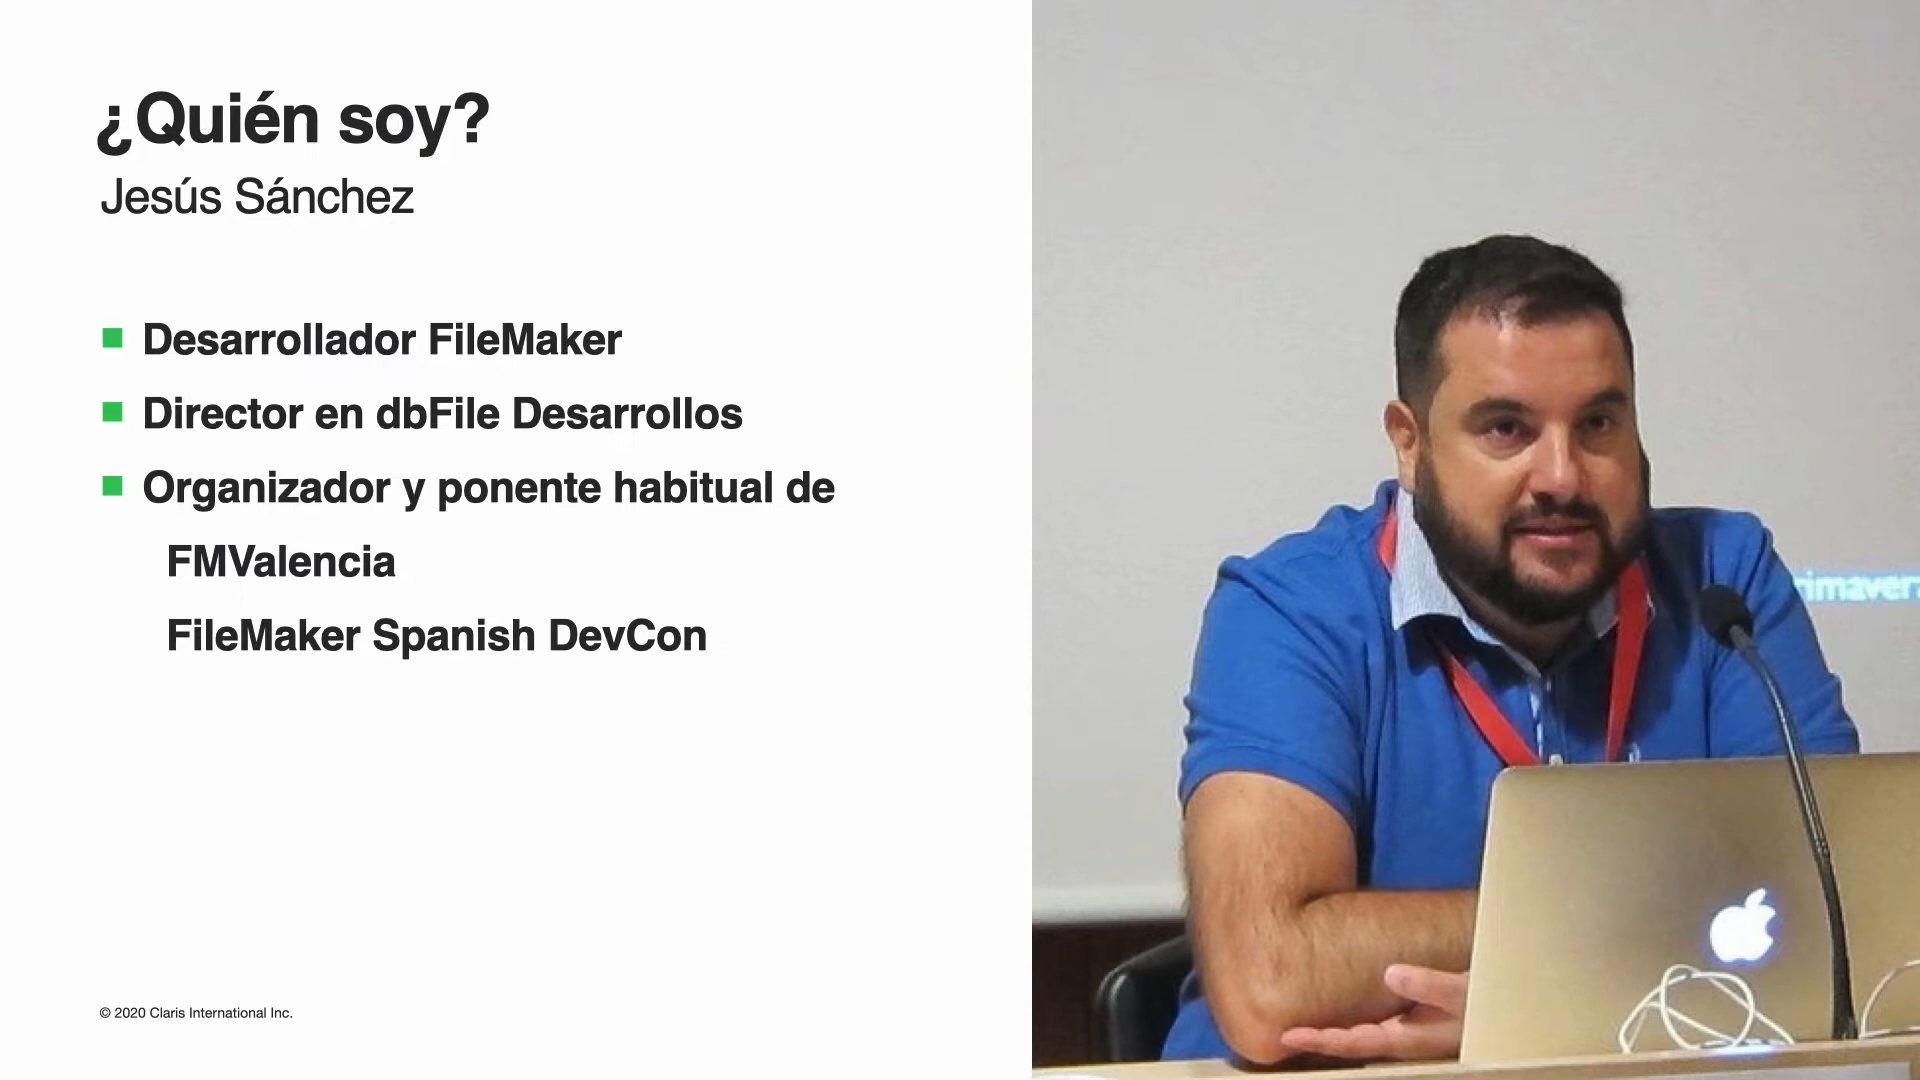 ¿Quién soy?
Jesús Sánchez
Desarrollador FileMaker
Director en dbFile Desarrollos
Organizador y ponente habitual de
FMValencia
FileMaker Spanish DevCon
© 2020 Claris International Inc.